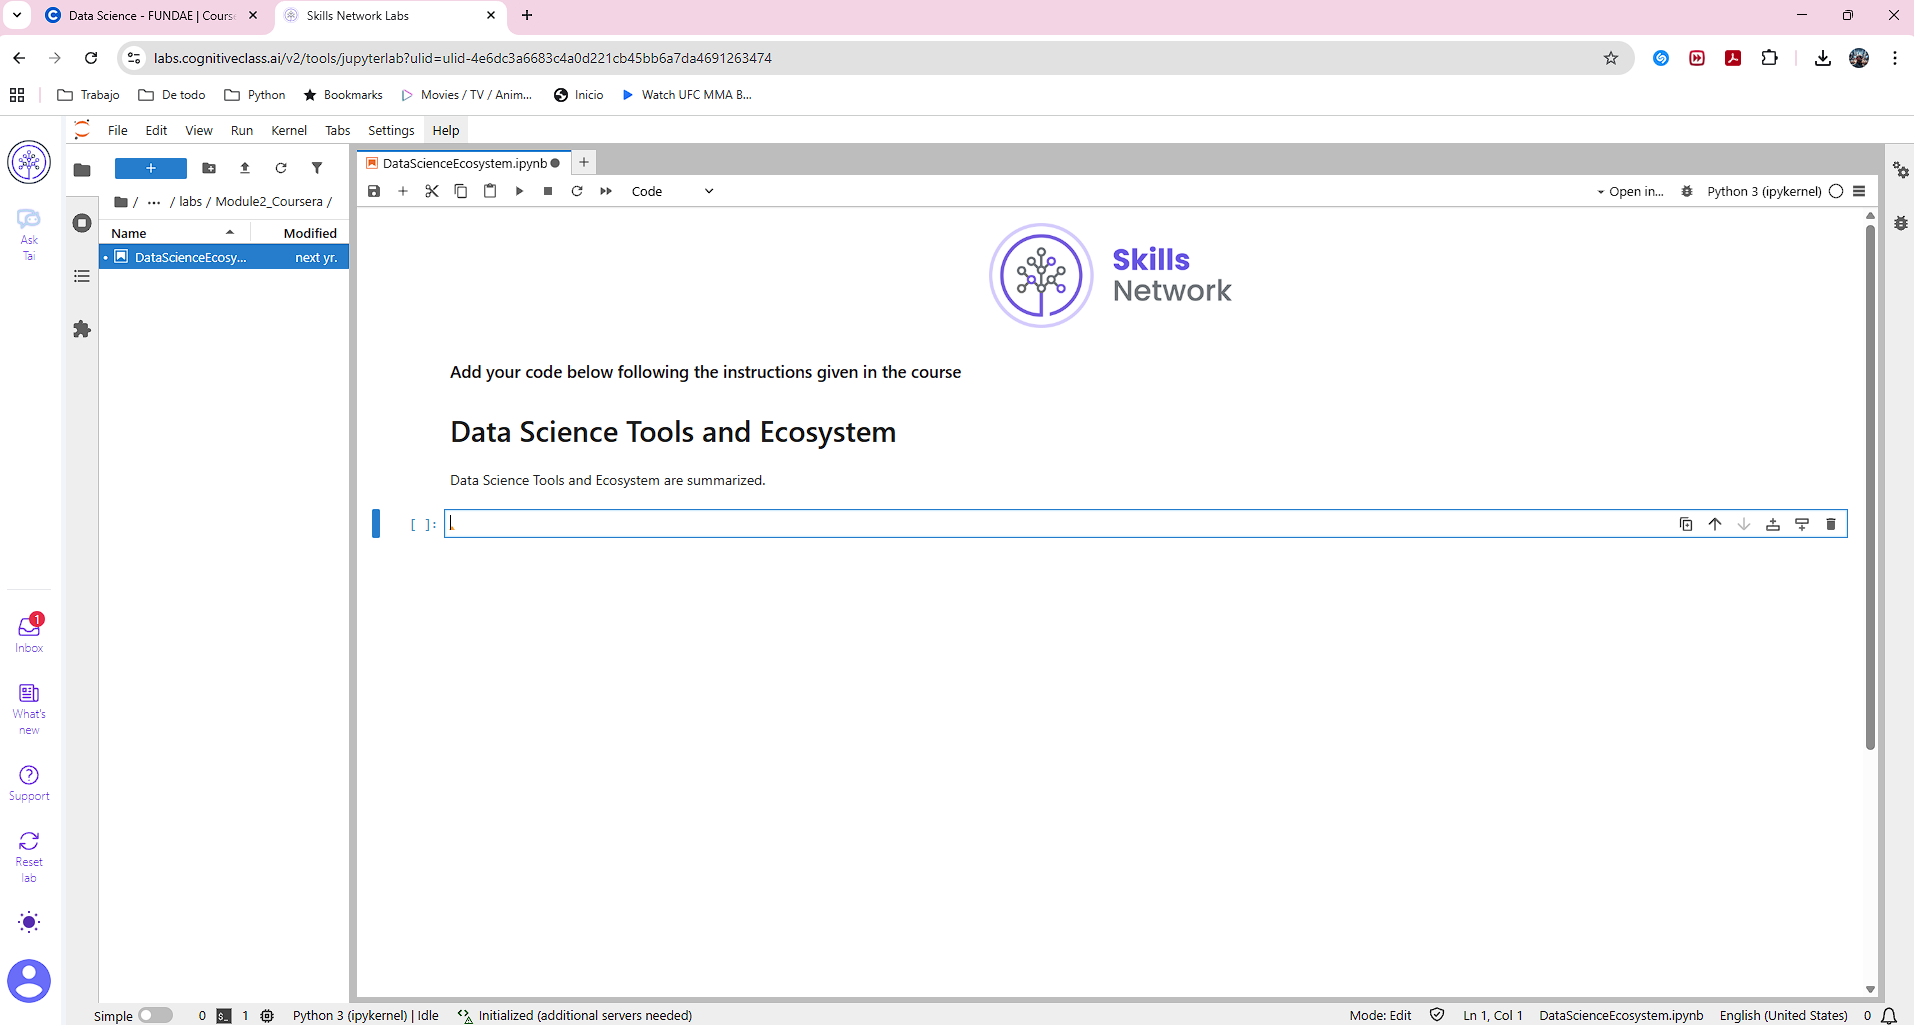 Data Science - FUNDAE | Cours
Skills Network Labs
labs.cognitiveclass.ai/v2/tools/jupyterlab?ulid=ulid-4e6dc3a6683c4a0d221cb45bb6a7da4691263474
Trabajo
De todo
Python
Bookmarks
Movies / TV / Anim...
Inicio
Watch UFC MMA B...
File Edit View Run Kernel Tabs Settings Help
Ask
Tai
Inbox
1
What's
new
Support
Reset
lab
+
/ ··· / labs / Module2_Coursera /
Name Modified
DataScienceEcosy... next yr.
DataScienceEcosystem.ipynb
Code
Open in...
Python 3 (ipykernel)
Skills
Network
Add your code below following the instructions given in the course
Data Science Tools and Ecosystem
Data Science Tools and Ecosystem are summarized.
[ ]:
Simple
0
$_
1
Python 3 (ipykernel) | Idle
Initialized (additional servers needed)
Mode: Edit
Ln 1, Col 1
DataScienceEcosystem.ipynb
English (United States)
0